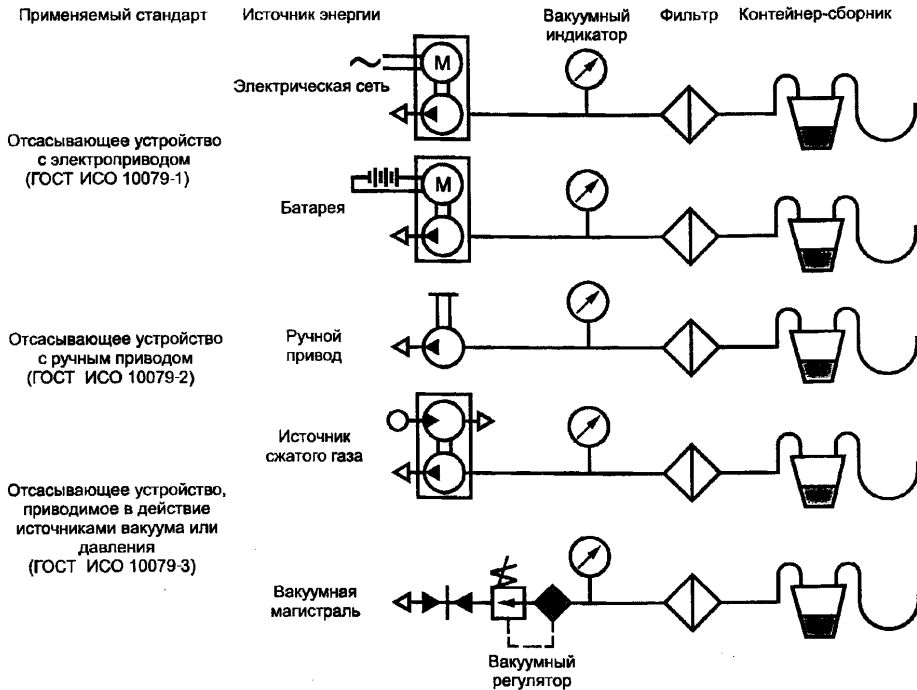 Применяемый стандарт
Источник энергии
Вакуумный
индикатор
Фильтр
Контейнер-сборник
M
Электрическая сеть
Отсасывающее устройство
с электроприводом
(ГОСТ ИСО 10079-1)
M
Батарея
Отсасывающее устройство
с ручным приводом
(ГОСТ ИСО 10079-2)
Ручной
привод
Источник
сжатого газа
Отсасывающее устройство,
приводимое в действие
источниками вакуума или
давления
(ГОСТ ИСО 10079-3)
Вакуумная
магистраль
Вакуумный
регулятор